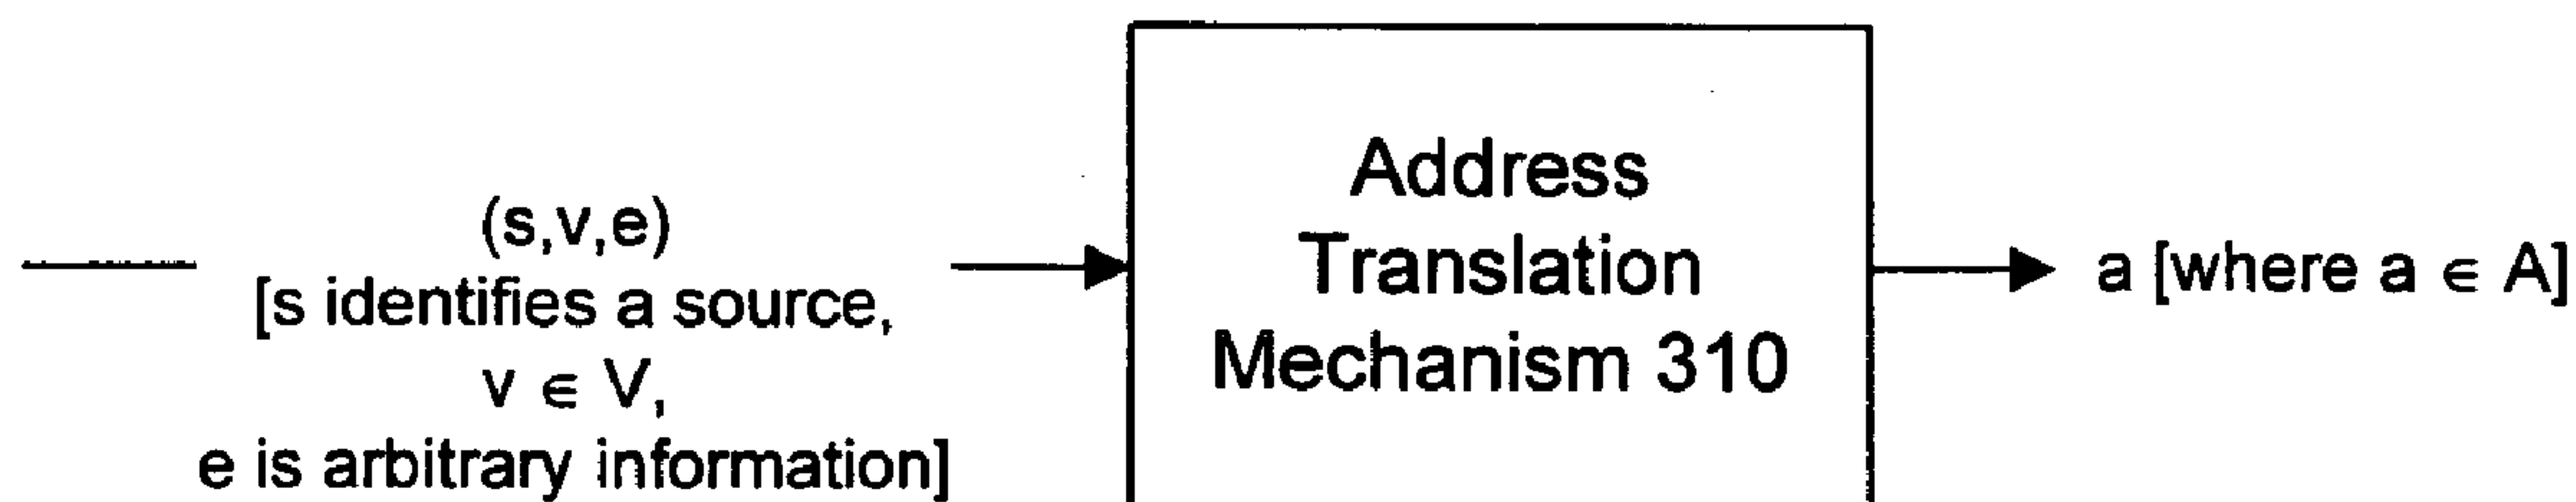 (s,v,e)
[s identifies a source,
v ∈ V,
e is arbitrary information]
Address
Translation
Mechanism 310
a [where a ∈ A]